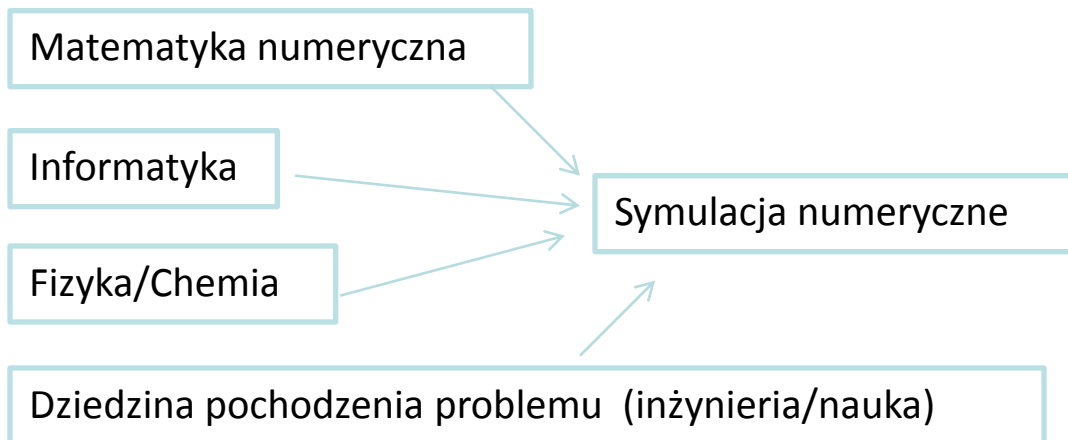 Matematyka numeryczna
Informatyka
Symulacja numeryczne
Fizyka/Chemia
Dziedzina pochodzenia problemu (inżynieria/nauka)